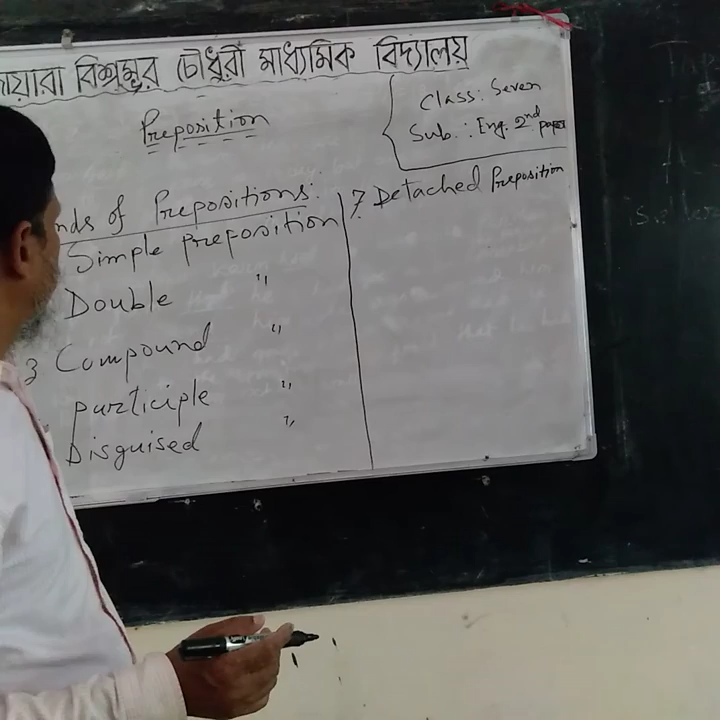 য়ারা বিশ্বম্ভর চৌধুরী মাধ্যমিক বিদ্যালয়
Preposition
Class: Seven
Sub.: Eng. 2nd paper
nds of Prepositions:
Simple preposition
Double "
3 Compound "
participle "
Disguised "
7. Detached Preposition